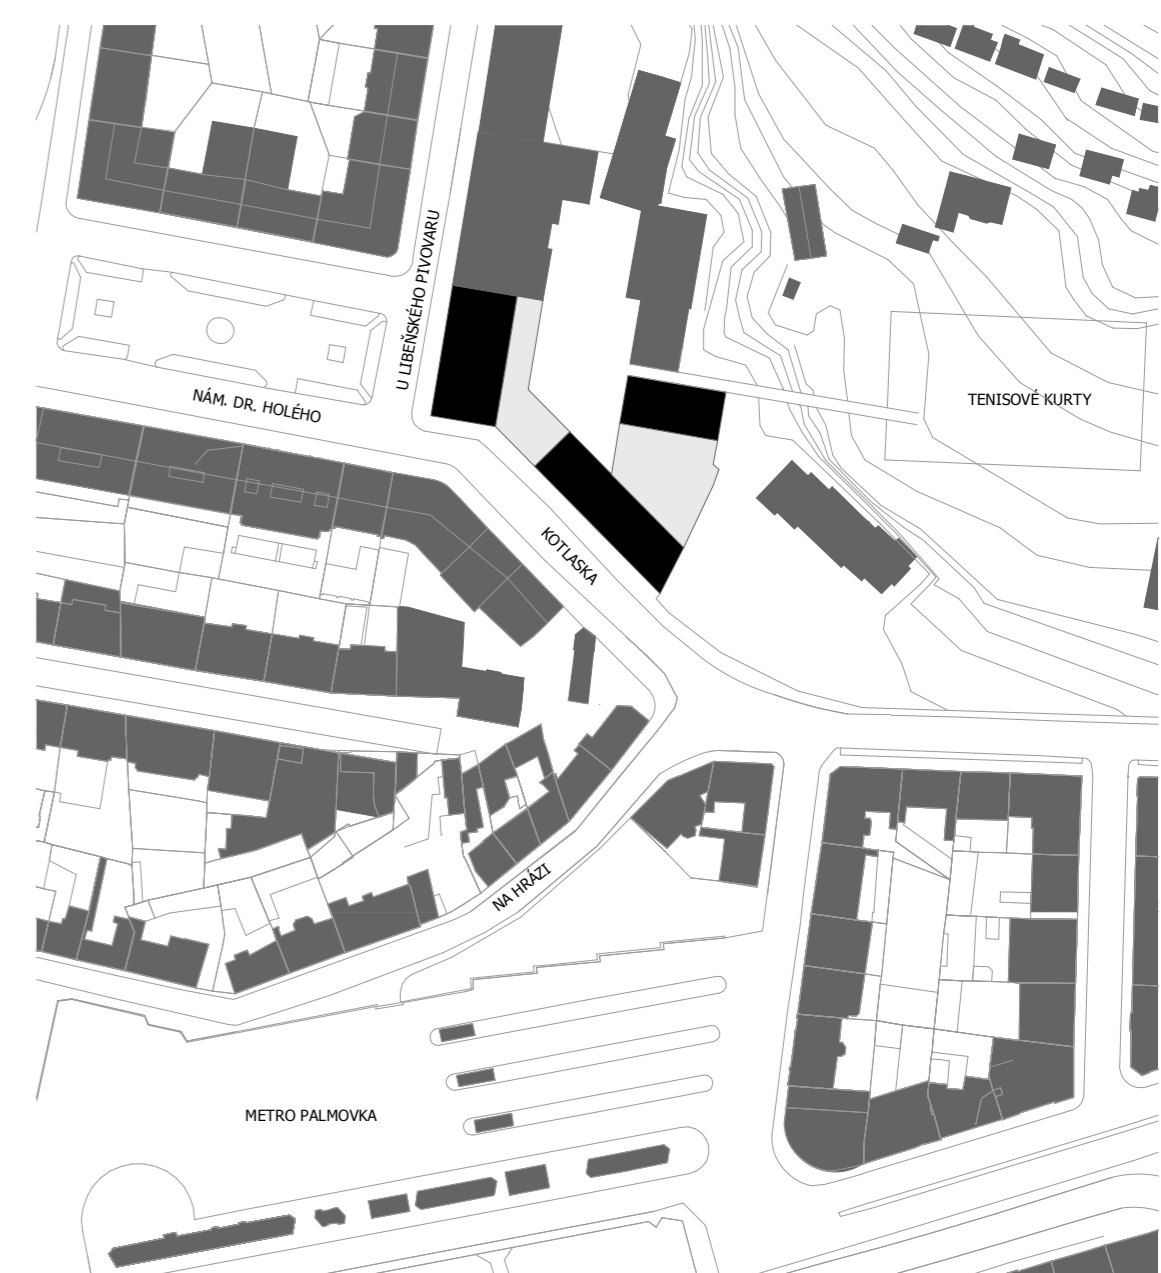 U LIBEŇSKÉHO PIVOVARU
NÁM. DR. HOLÉHO
TENISOVÉ KURTY
KOTLASKA
NA HRÁZI
METRO PALMOVKA